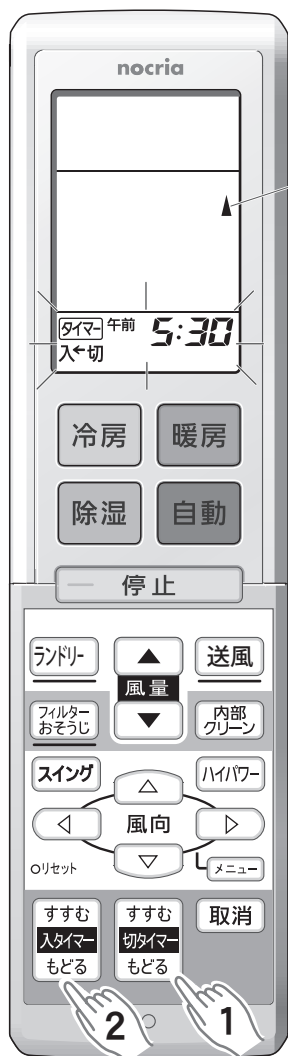 nocria
タイマー 午前 5:30
入←切
冷房 暖房
除湿 自動
停止
ランドリー ▲ 送風
風量
フィルター
おそうじ ▼ 内部
クリーン
スイング △ ハイパワー
◁ 風向 ▷
リセット ▽ メニュー
すすむ すすむ 取消
入タイマー 切タイマー
もどる もどる
2 1